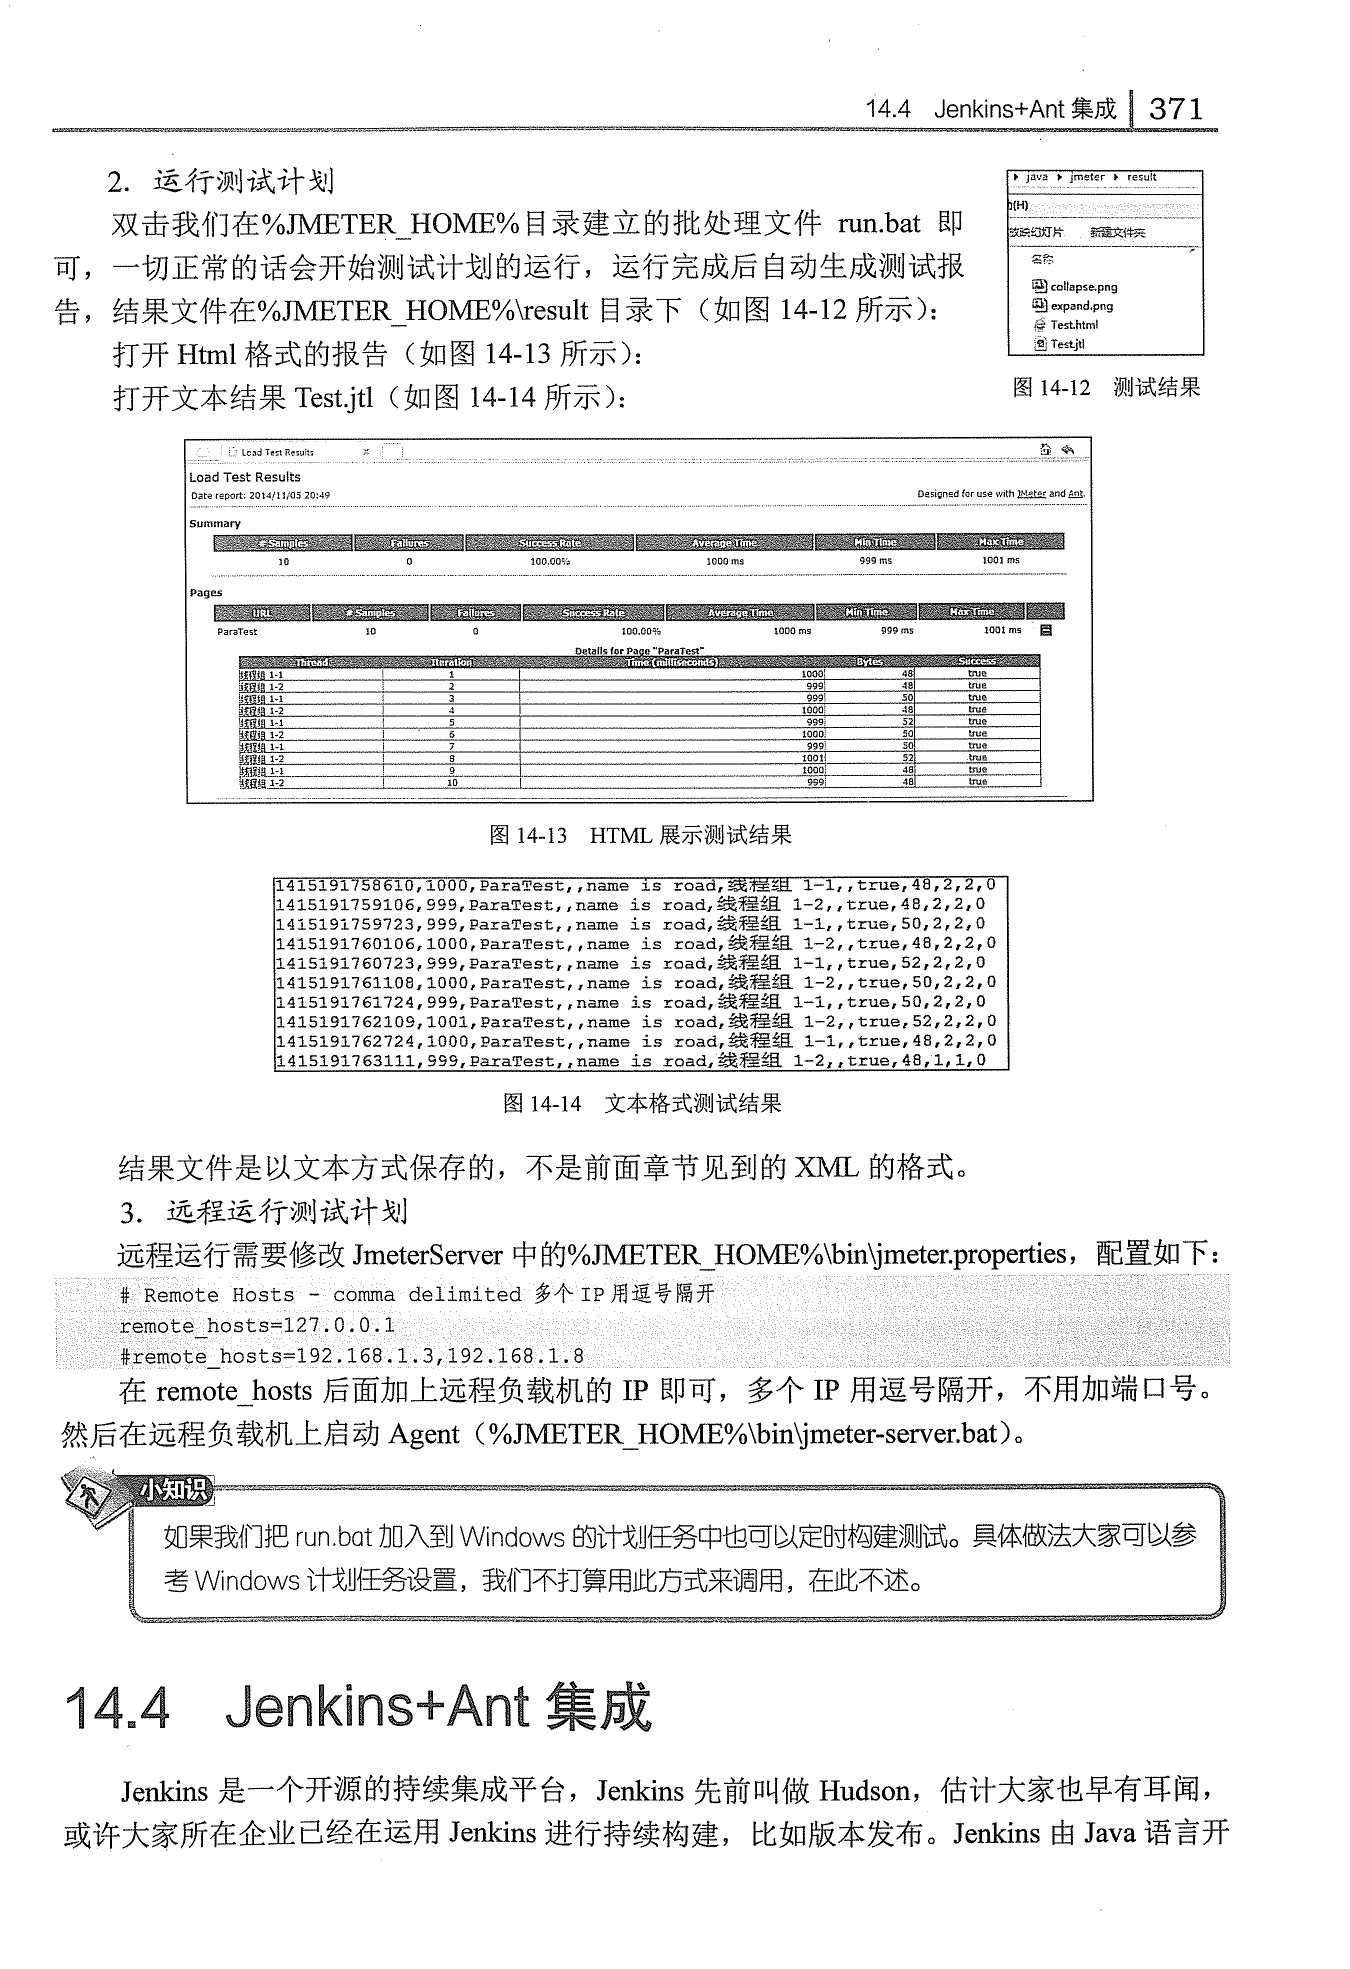 14.4 Jenkins+Ant 集成 371
2. 运行测试计划
双击我们在%JMETER_HOME%目录建立的批处理文件 run.bat 即
可，一切正常的话会开始测试计划的运行，运行完成后自动生成测试报
告，结果文件在%JMETER_HOME%\result 目录下（如图 14-12 所示）：
打开 Html 格式的报告（如图 14-13 所示）：
打开文本结果 Test.jtl（如图 14-14 所示）：
java jmeter result
(H)
放映幻灯片 新建文件夹
名称
collapse.png
expand.png
Test.html
Test.jtl
图 14-12 测试结果
Load Test Results
Load Test Results
Date report: 2014/11/05 20:49 Designed for use with JMeter and Ant.
Summary
# Samples Failures Success Rate Average Time Min Time Max Time
10 0 100.00% 1000 ms 999 ms 1001 ms
Pages
URL # Samples Failures Success Rate Average Time Min Time Max Time
ParaTest 10 0 100.00% 1000 ms 999 ms 1001 ms
Details for Page "ParaTest"
Thread Iteration Time (milliseconds) Bytes Success
线程组 1-1 1 1000 48 true
线程组 1-2 2 999 48 true
线程组 1-1 3 999 50 true
线程组 1-2 4 1000 48 true
线程组 1-1 5 999 52 true
线程组 1-2 6 1000 50 true
线程组 1-1 7 999 50 true
线程组 1-2 8 1001 52 true
线程组 1-1 9 1000 48 true
线程组 1-2 10 999 48 true
图 14-13 HTML 展示测试结果
1415191758610,1000,ParaTest,,name is road,线程组 1-1,,true,48,2,2,0
1415191759106,999,ParaTest,,name is road,线程组 1-2,,true,48,2,2,0
1415191759723,999,ParaTest,,name is road,线程组 1-1,,true,50,2,2,0
1415191760106,1000,ParaTest,,name is road,线程组 1-2,,true,48,2,2,0
1415191760723,999,ParaTest,,name is road,线程组 1-1,,true,52,2,2,0
1415191761108,1000,ParaTest,,name is road,线程组 1-2,,true,50,2,2,0
1415191761724,999,ParaTest,,name is road,线程组 1-1,,true,50,2,2,0
1415191762109,1001,ParaTest,,name is road,线程组 1-2,,true,52,2,2,0
1415191762724,1000,ParaTest,,name is road,线程组 1-1,,true,48,2,2,0
1415191763111,999,ParaTest,,name is road,线程组 1-2,,true,48,1,1,0
图 14-14 文本格式测试结果
结果文件是以文本方式保存的，不是前面章节见到的 XML 的格式。
3. 远程运行测试计划
远程运行需要修改 JmeterServer 中的%JMETER_HOME%\bin\jmeter.properties，配置如下：
# Remote Hosts - comma delimited 多个 IP 用逗号隔开
remote_hosts=127.0.0.1
#remote_hosts=192.168.1.3,192.168.1.8
在 remote_hosts 后面加上远程负载机的 IP 即可，多个 IP 用逗号隔开，不用加端口号。
然后在远程负载机上启动 Agent（%JMETER_HOME%\bin\jmeter-server.bat）。
小知识
如果我们把 run.bat 加入到 Windows 的计划任务中也可以定时构建测试。具体做法大家可以参
考 Windows 计划任务设置，我们不打算用此方式来调用，在此不述。
14.4 Jenkins+Ant 集成
Jenkins 是一个开源的持续集成平台，Jenkins 先前叫做 Hudson，估计大家也早有耳闻，
或许大家所在企业已经在运用 Jenkins 进行持续构建，比如版本发布。Jenkins 由 Java 语言开